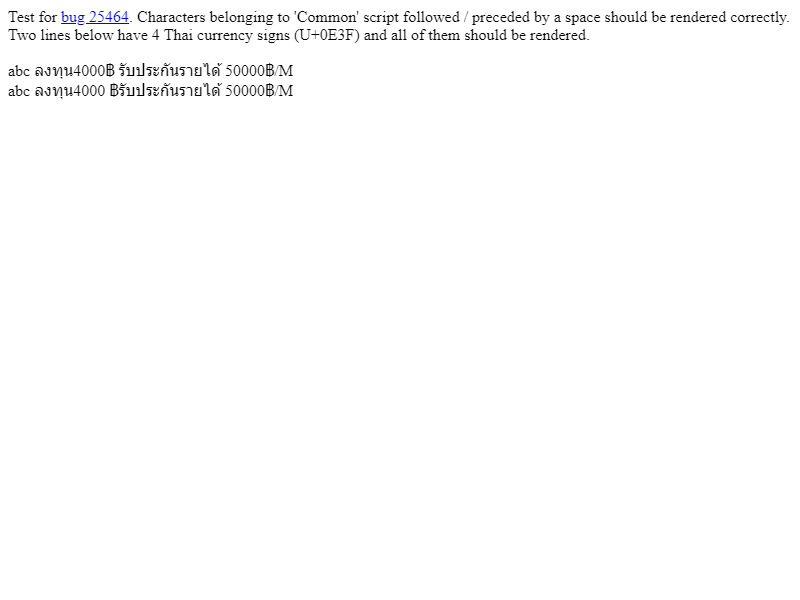 Test for bug 25464. Characters belonging to 'Common' script followed / preceded by a space should be rendered correctly.
Two lines below have 4 Thai currency signs (U+0E3F) and all of them should be rendered.
abc ลงทุน4000฿ รับประกันรายได้ 50000฿/M
abc ลงทุน4000 ฿รับประกันรายได้ 50000฿/M